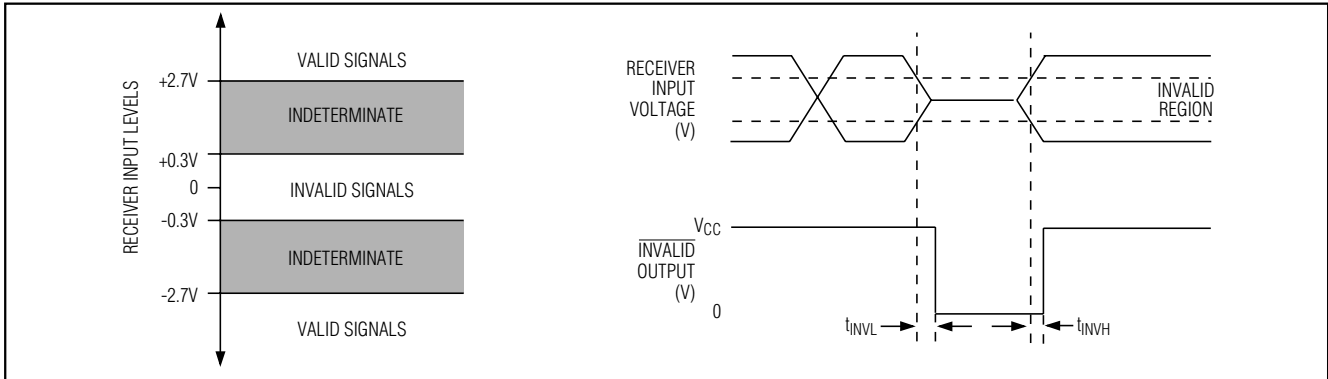 RECEIVER INPUT LEVELS
VALID SIGNALS
+2.7V
INDETERMINATE
+0.3V
0
INVALID SIGNALS
-0.3V
INDETERMINATE
-2.7V
VALID SIGNALS
RECEIVER
INPUT
VOLTAGE
(V)
INVALID
REGION
VCC
INVALID
OUTPUT
(V)
0
tINVL
tINVH